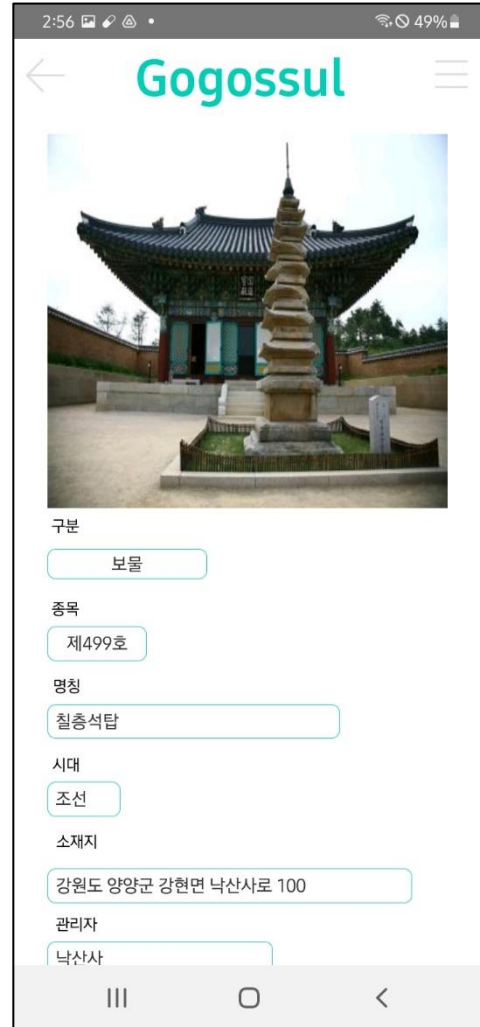 2:56
49%
Gogossul
구분
보물
종목
제499호
명칭
칠층석탑
시대
조선
소재지
강원도 양양군 강현면 낙산사로 100
관리자
낙산사